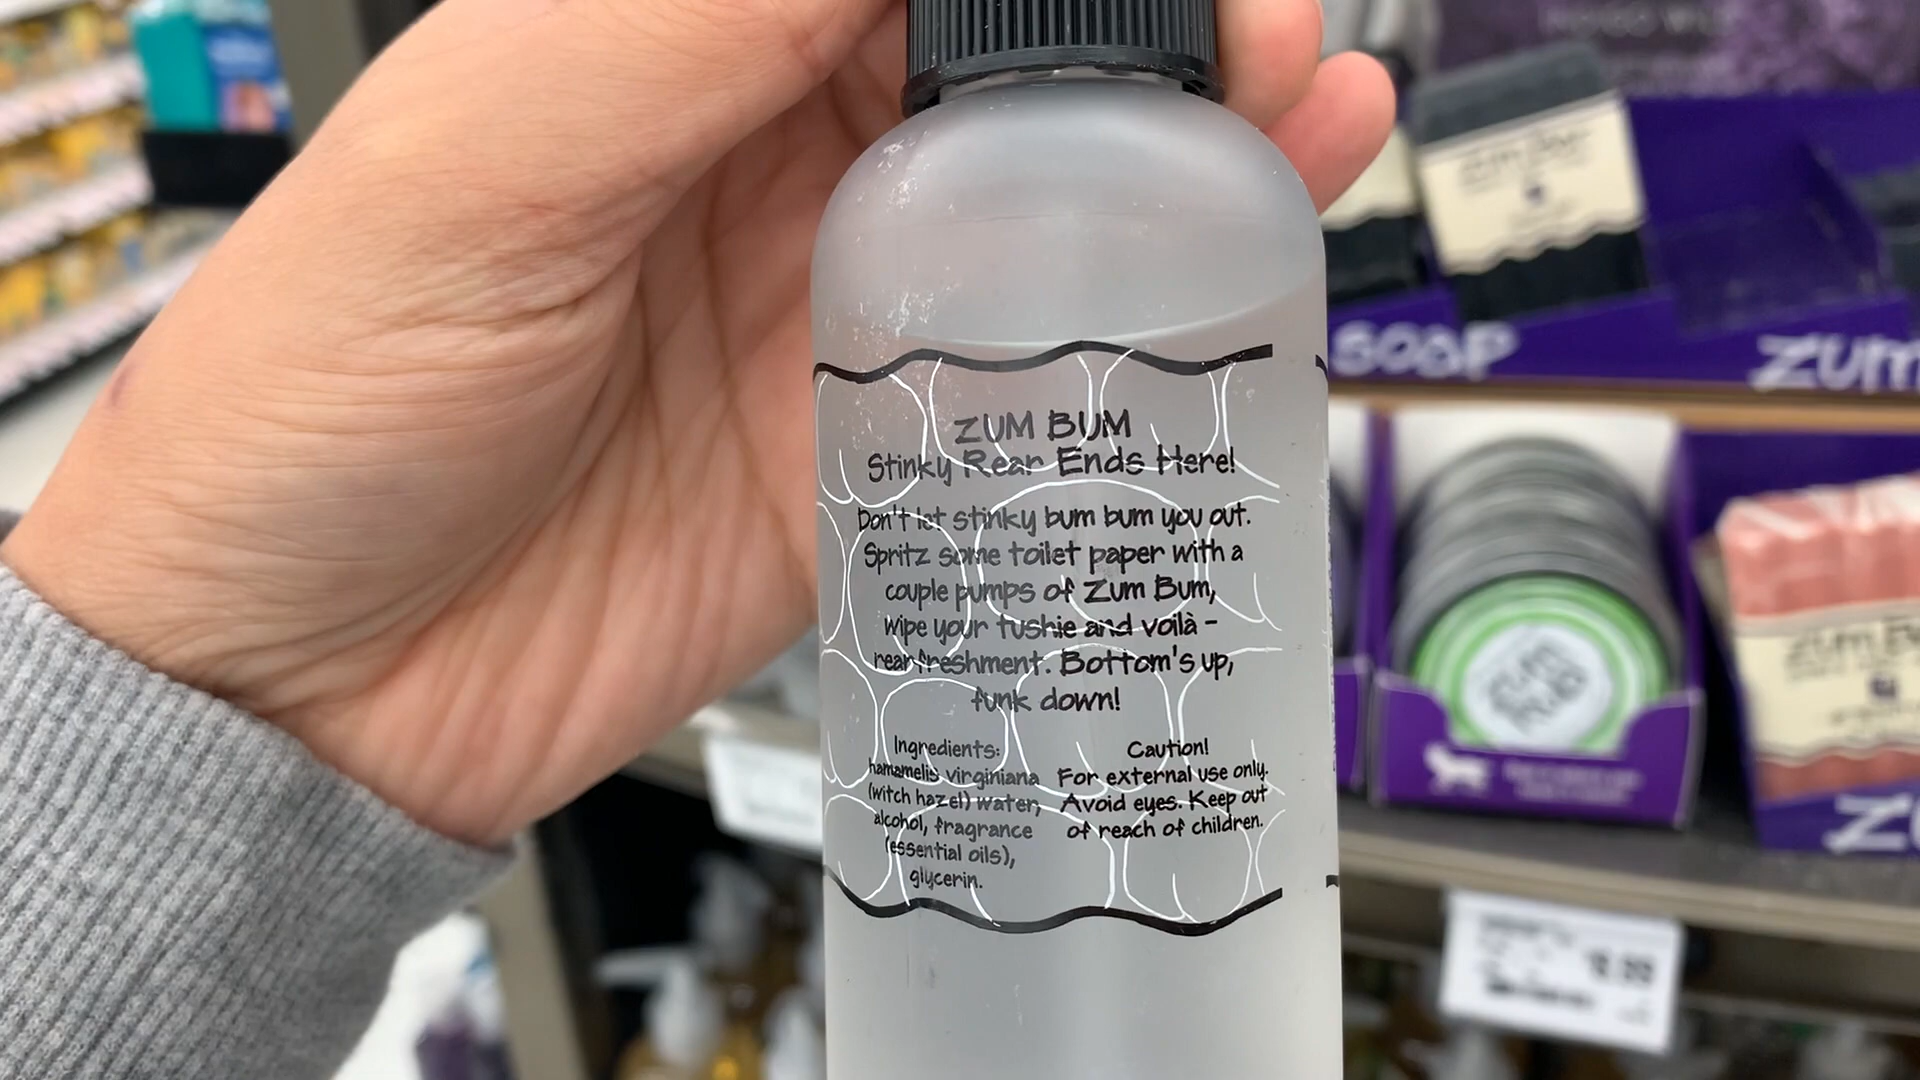 ZUM BUM
Stinky Rear Ends Here!
Don't let stinky bum bum you out.
Spritz some toilet paper with a
couple pumps of Zum Bum,
wipe your tushie and voilà –
rear freshment. Bottom's up,
funk down!
Ingredients:
hamamelis virginiana
(witch hazel) water,
alcohol, fragrance
(essential oils),
glycerin.
Caution!
For external use only.
Avoid eyes. Keep out
of reach of children.
SOAP
ZUM